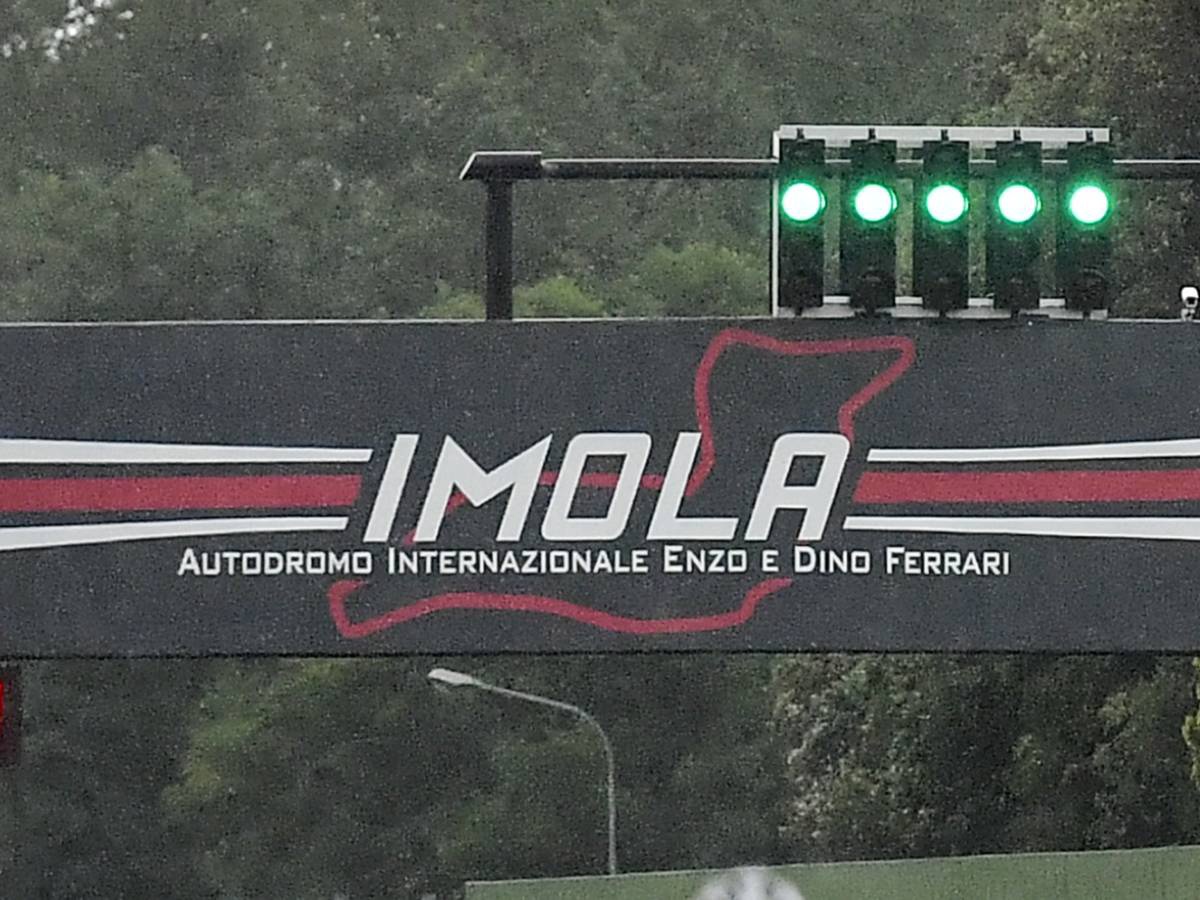 IMOLA
AUTODROMO INTERNAZIONALE ENZO E DINO FERRARI